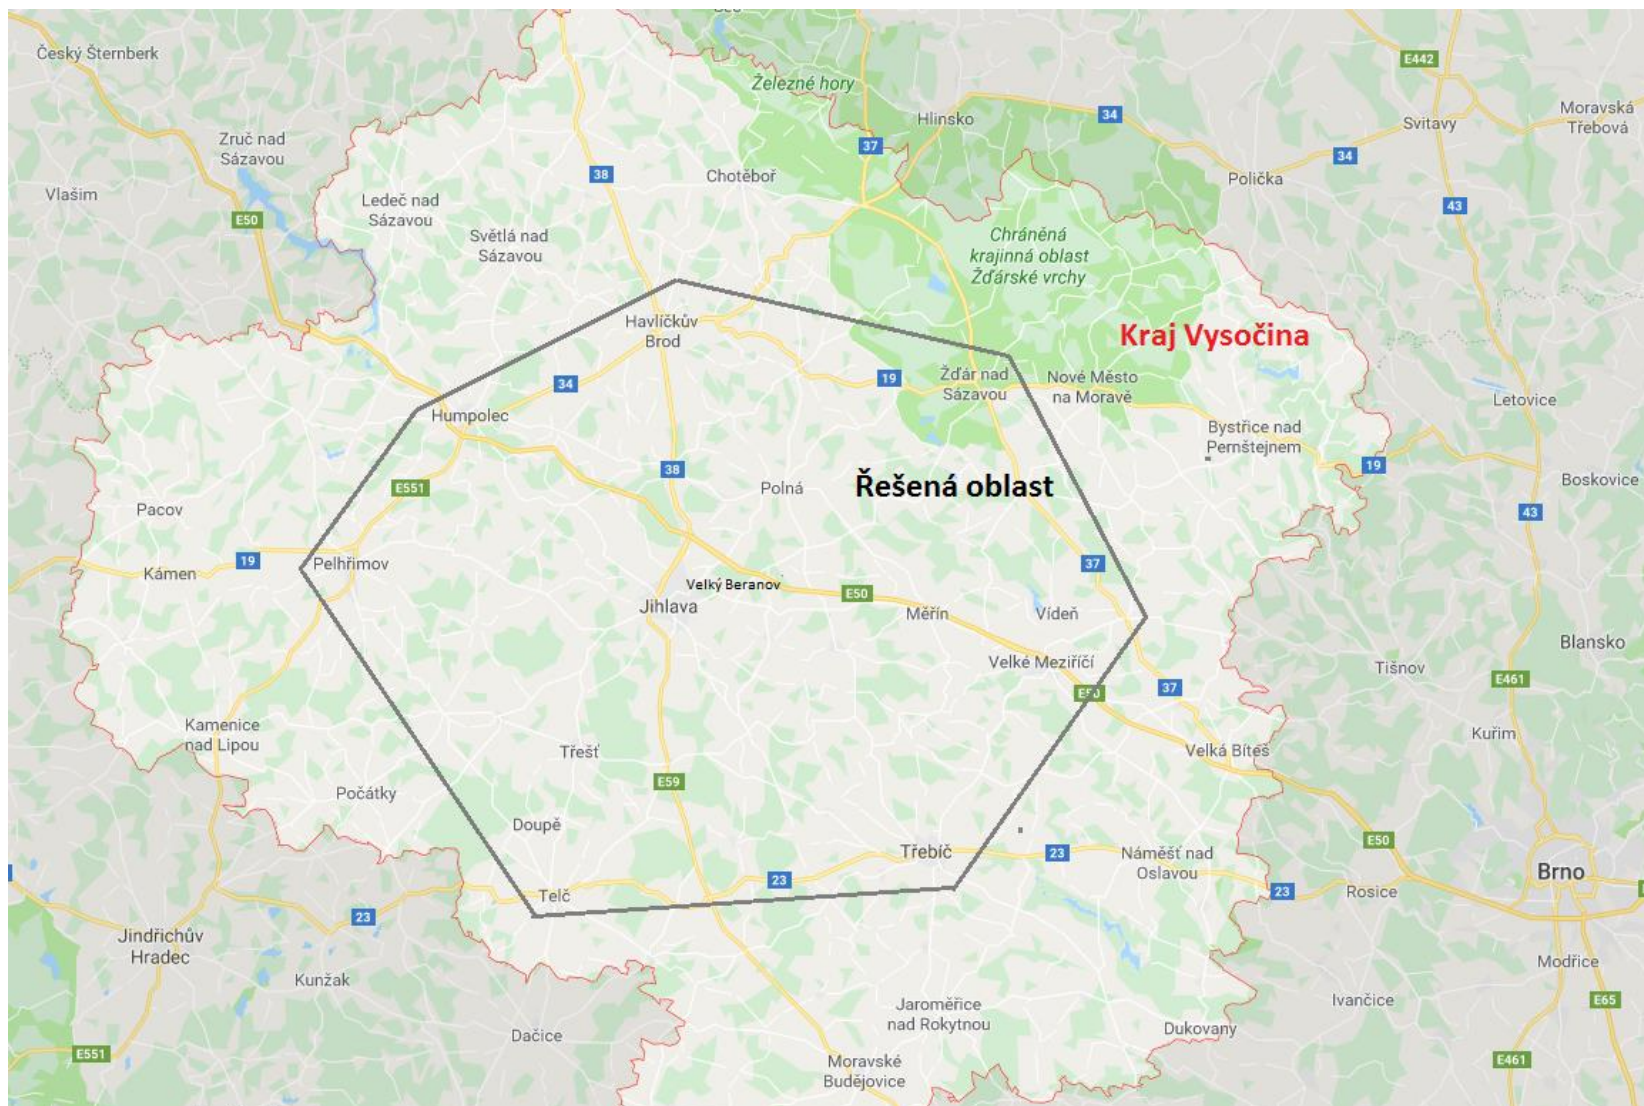 Český Šternberk
E442
Železné hory
Hlinsko
34
Moravská
Třebová
Svitavy
Zruč nad
Sázavou
37
34
38
Chotěboř
Polička
Vlašim
Ledeč nad
Sázavou
43
E50
Světlá nad
Sázavou
Chráněná
krajinná oblast
Žďárské vrchy
Havlíčkův
Brod
Kraj Vysočina
34
19
Žďár nad
Sázavou
Nové Město
na Moravě
Letovice
Humpolec
Bystřice nad
Pernštejnem
38
19
Boskovice
E551
Polná
Řešená oblast
Pacov
43
19
Pelhřimov
37
Kámen
Velký Beranov
E50
Jihlava
Měřín
Vídeň
Blansko
Velké Meziříčí
Tišnov
E461
E50
37
Kamenice
nad Lipou
Kuřim
Třešť
Velká Bíteš
E59
Počátky
Doupě
E50
Třebíč
23
Náměšť nad
Oslavou
Brno
23
Telč
23
Rosice
23
Jindřichův
Hradec
Modřice
Kunžak
Jaroměřice
nad Rokytnou
Ivančice
E65
Dačice
Dukovany
E551
Moravské
Budějovice
E461